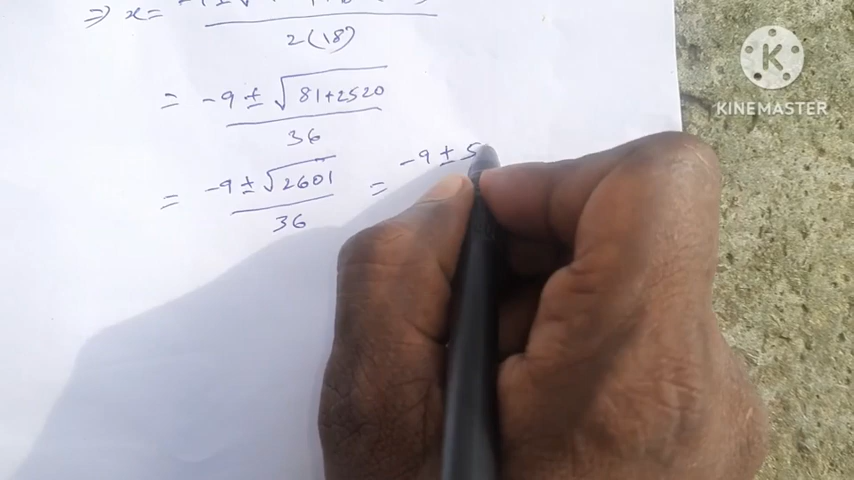 ⇒ x =
2(18)
= -9 ± √81+2520
36
= -9 ± √2601 = -9 ± 5
36
K
KINEMASTER